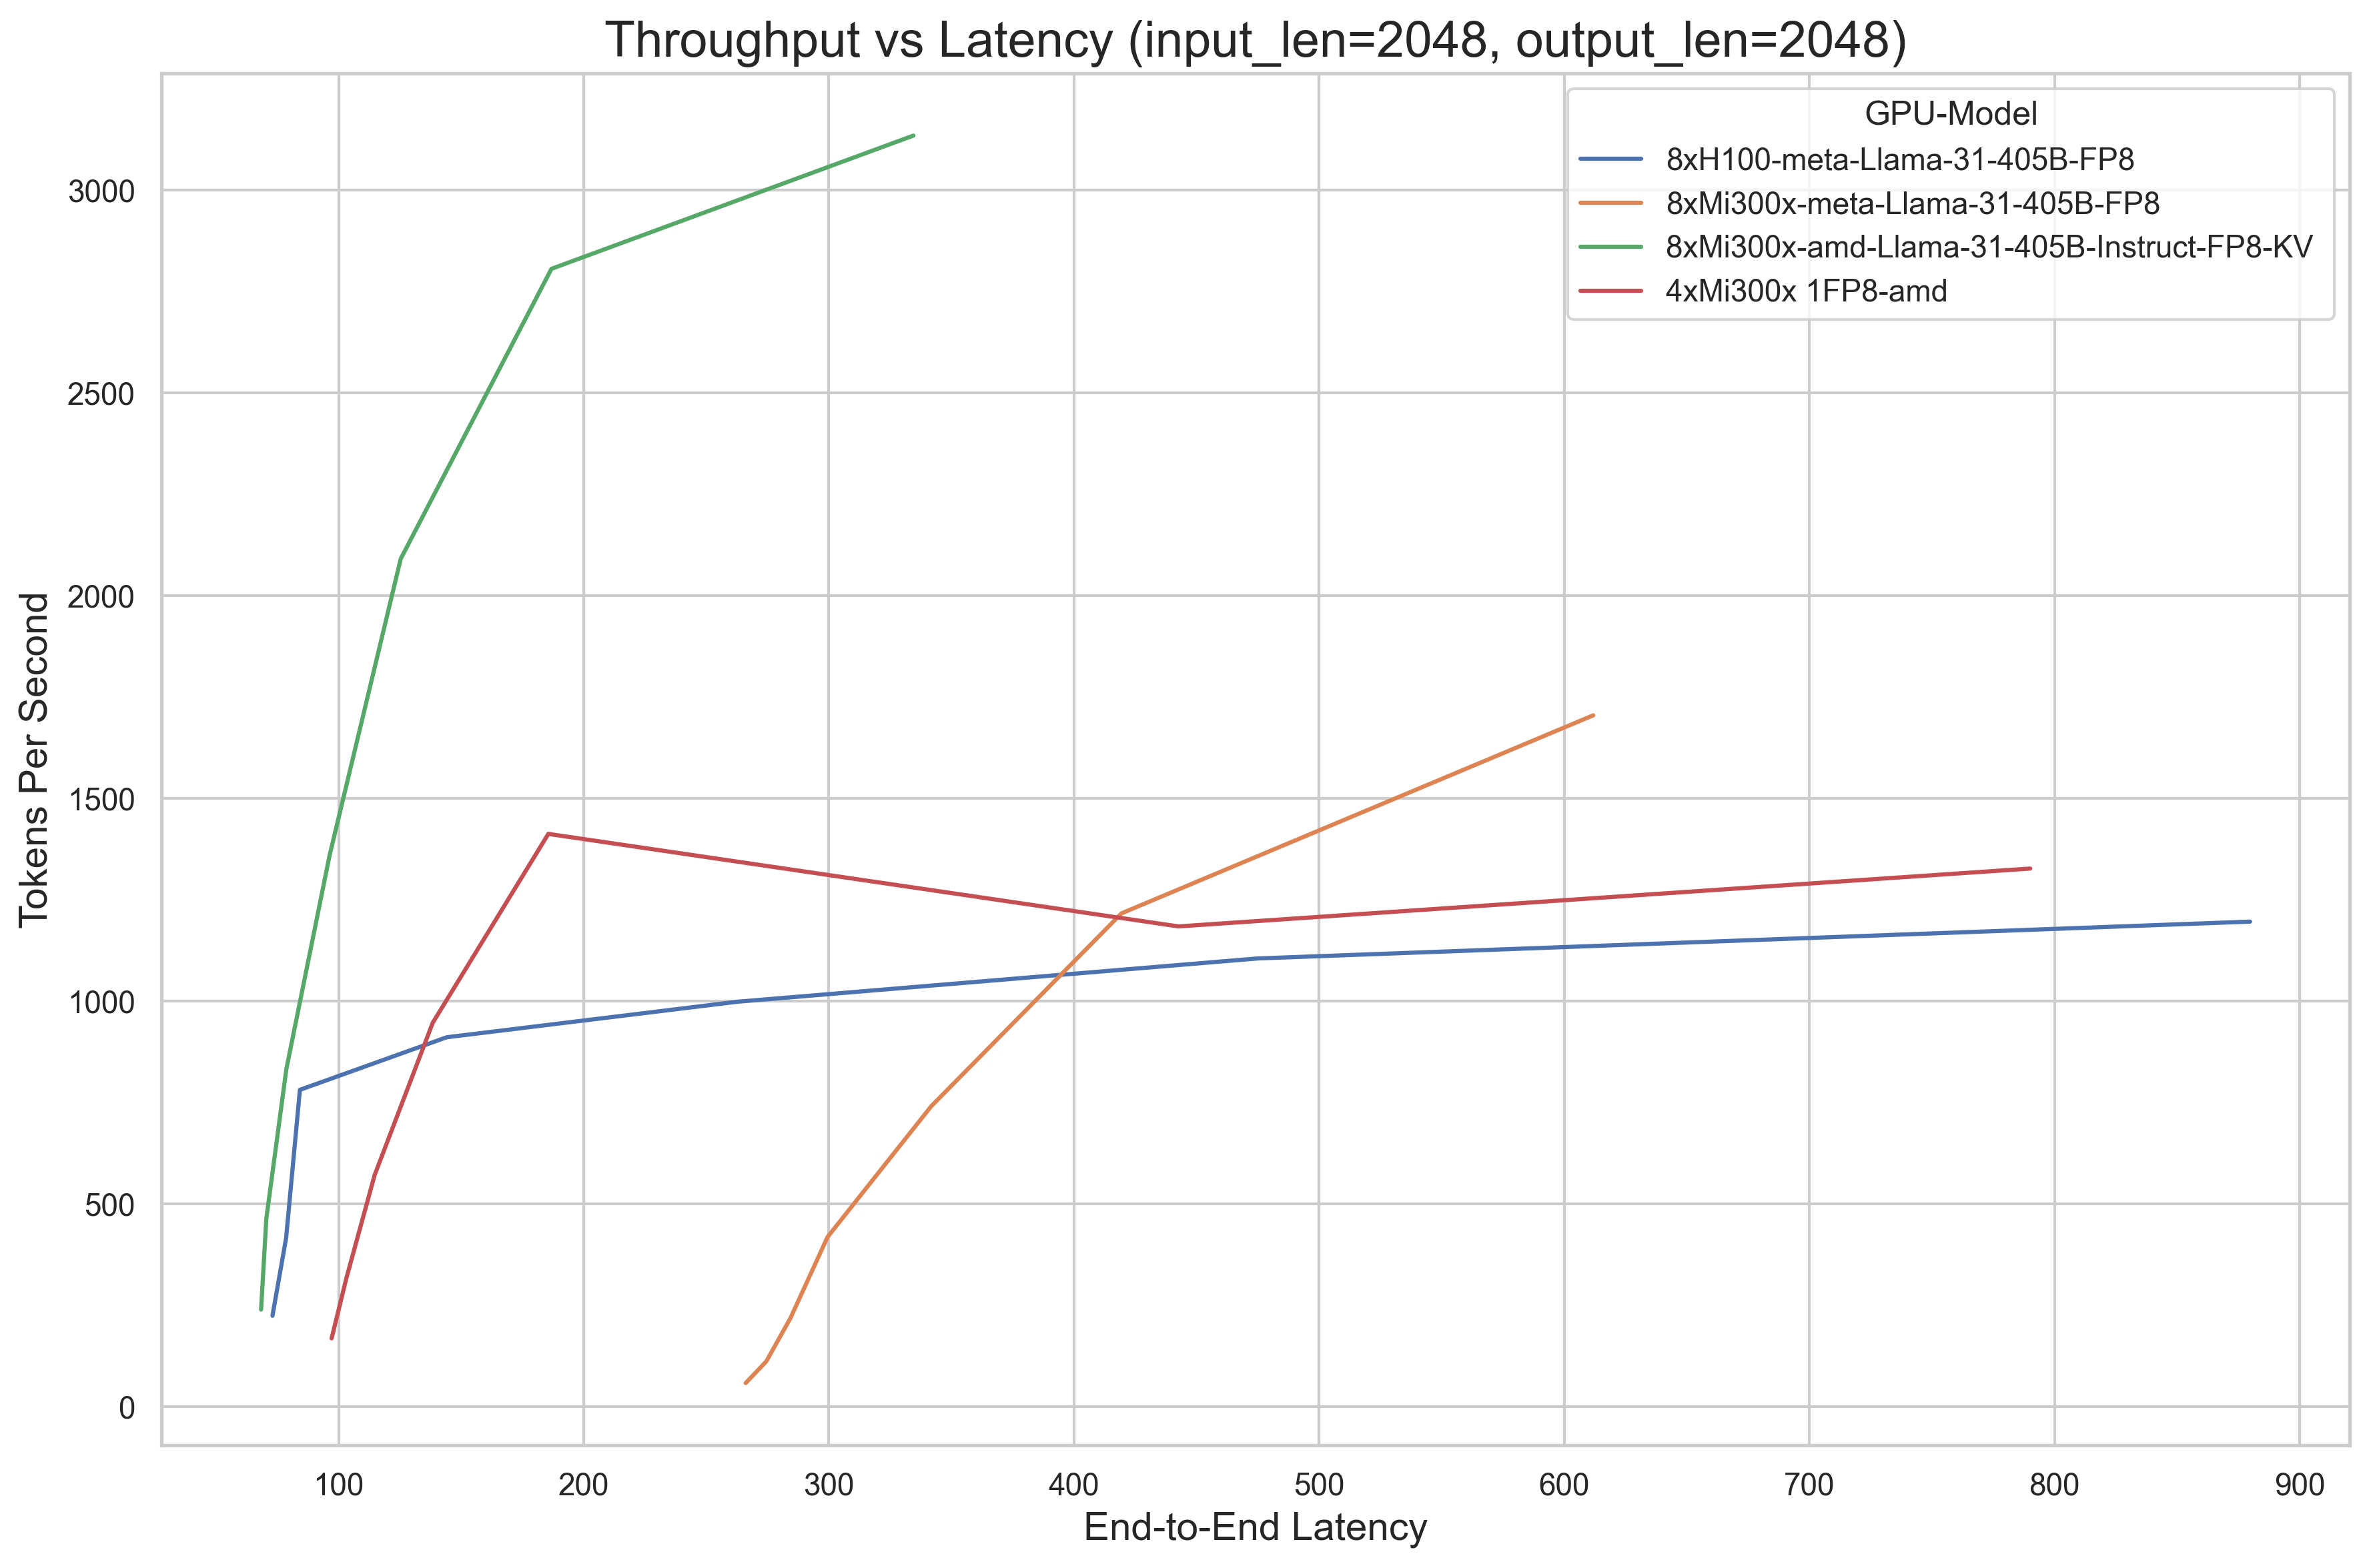 Throughput vs Latency (input_len=2048, output_len=2048)
GPU-Model
8xH100-meta-Llama-31-405B-FP8
8xMi300x-meta-Llama-31-405B-FP8
8xMi300x-amd-Llama-31-405B-Instruct-FP8-KV
4xMi300x 1FP8-amd
Tokens Per Second
3000
2500
2000
1500
1000
500
0
100 200 300 400 500 600 700 800 900
End-to-End Latency